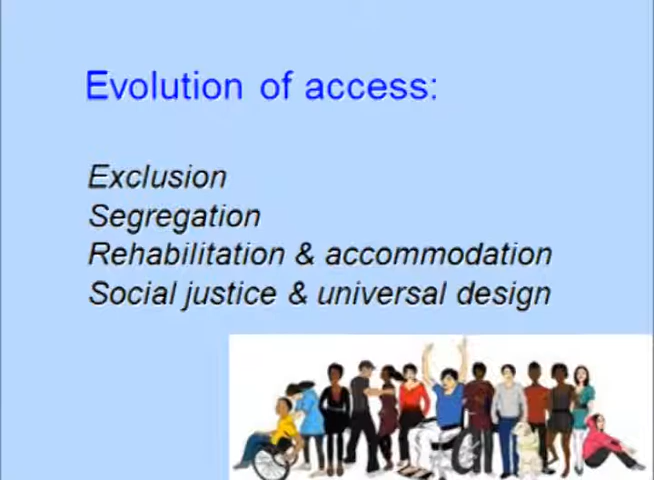 Evolution of access:
Exclusion
Segregation
Rehabilitation & accommodation
Social justice & universal design